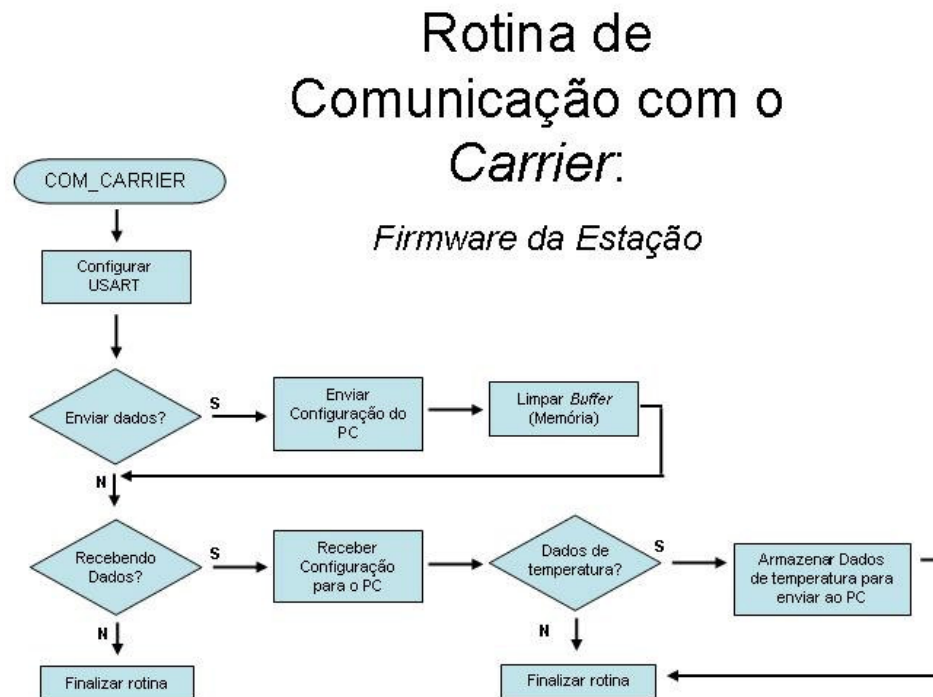 Rotina de
Comunicação com o
Carrier:
Firmware da Estação
COM_CARRIER
Configurar
USART
Enviar dados?
S
Enviar
Configuração do
PC
Limpar Buffer
(Memória)
N
Recebendo
Dados?
S
Receber
Configuração
para o PC
Dados de
temperatura?
S
Armazenar Dados
de temperatura para
enviar ao PC
N
N
Finalizar rotina
Finalizar rotina